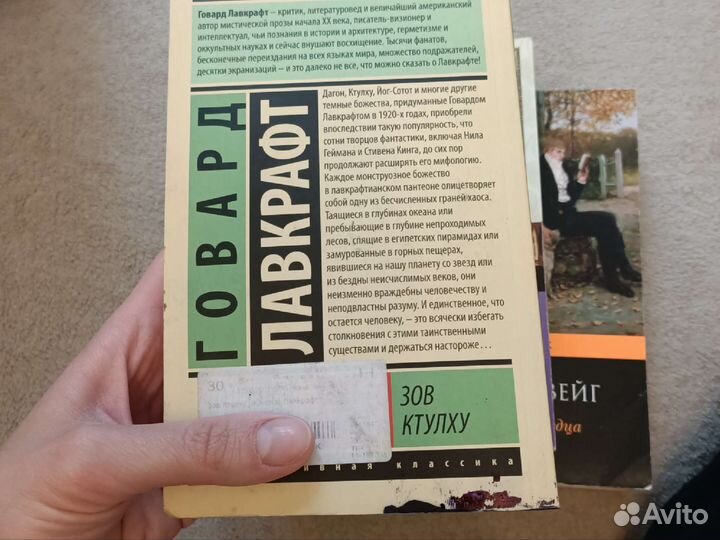 Говард Лавкрафт – критик, литературовед и величайший американский
автор мистической прозы начала XX века, писатель-визионер и
интеллектуал, чьи познания в истории и архитектуре, герметизме и
оккультных науках и сейчас внушают восхищение. Тысячи фанатов,
бесконечные переиздания на всех языках мира, множество подражателей,
десятки экранизаций – и это далеко не все, что можно сказать о Лавкрафте!
ГОВАРД
ЛАВКРАФТ
Дагон, Ктулху, Йог-Сотот и многие другие
темные божества, придуманные Говардом
Лавкрафтом в 1920-х годах, приобрели
впоследствии такую популярность, что
сотни творцов фантастики, включая Нила
Геймана и Стивена Кинга, до сих пор
продолжают расширять его мифологию.
Каждое монструозное божество
в лавкрафтианском пантеоне олицетворяет
собой одну из бесчисленных граней хаоса.
Таящиеся в глубинах океана или
пребывающие в глубине непроходимых
лесов, спящие в египетских пирамидах или
замурованные в горных пещерах,
явившиеся на нашу планету со звезд или
из бездны неисчислимых веков, они
неизменно враждебны человечеству и
неподвластны разуму. И единственное, что
остается человеку, – это всячески избегать
столкновения с этими таинственными
существами и держаться настороже…
30
ЗОВ
КТУЛХУ
ивная классика
ВЕЙГ
рдца
Avito